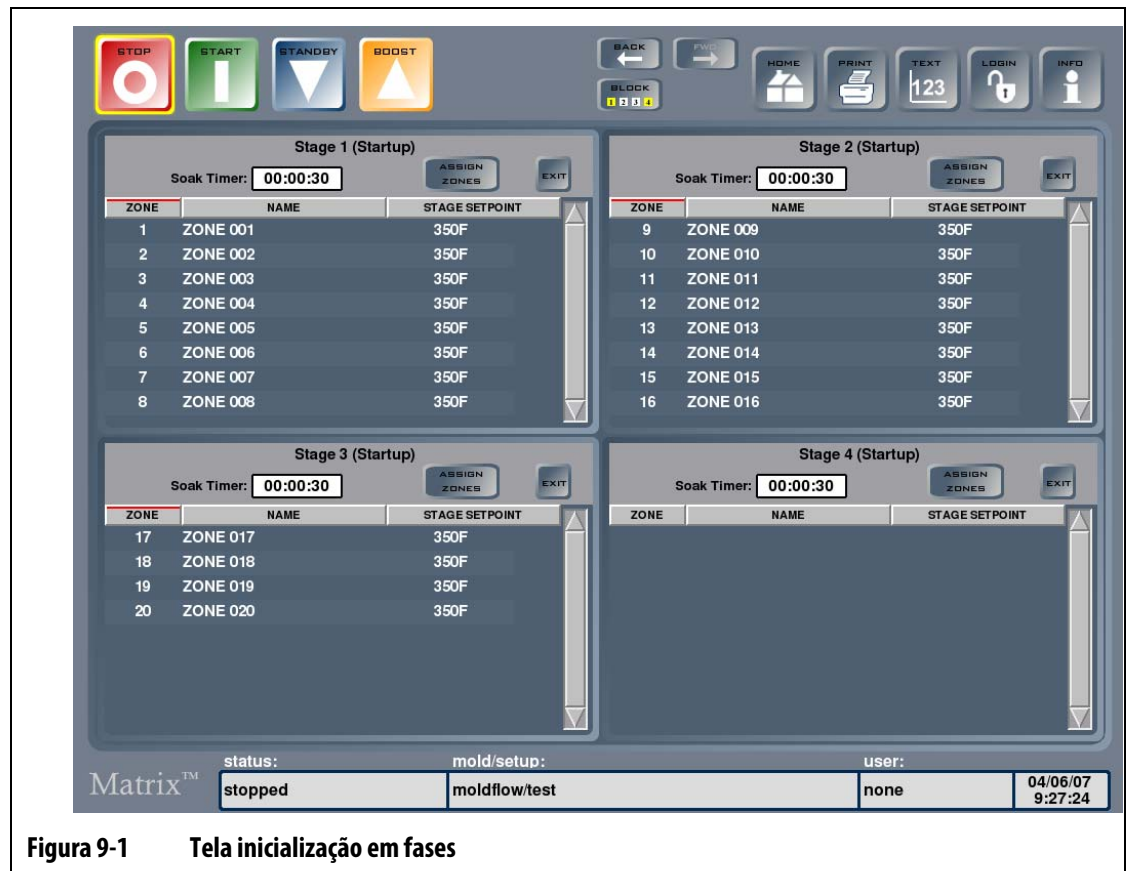 STOP START STANDBY BOOST BACK FWD HOME PRINT TEXT LOGIN INFO
123
BLOCK
1 2 3 4
Stage 1 (Startup)
Soak Timer: 00:00:30 ASSIGN ZONES EXIT
ZONE NAME STAGE SETPOINT
1 ZONE 001 350F
2 ZONE 002 350F
3 ZONE 003 350F
4 ZONE 004 350F
5 ZONE 005 350F
6 ZONE 006 350F
7 ZONE 007 350F
8 ZONE 008 350F
Stage 2 (Startup)
Soak Timer: 00:00:30 ASSIGN ZONES EXIT
ZONE NAME STAGE SETPOINT
9 ZONE 009 350F
10 ZONE 010 350F
11 ZONE 011 350F
12 ZONE 012 350F
13 ZONE 013 350F
14 ZONE 014 350F
15 ZONE 015 350F
16 ZONE 016 350F
Stage 3 (Startup)
Soak Timer: 00:00:30 ASSIGN ZONES EXIT
ZONE NAME STAGE SETPOINT
17 ZONE 017 350F
18 ZONE 018 350F
19 ZONE 019 350F
20 ZONE 020 350F
Stage 4 (Startup)
Soak Timer: 00:00:30 ASSIGN ZONES EXIT
ZONE NAME STAGE SETPOINT
status: mold/setup: user:
Matrix™ stopped moldflow/test none 04/06/07
9:27:24
Figura 9-1 Tela inicialização em fases